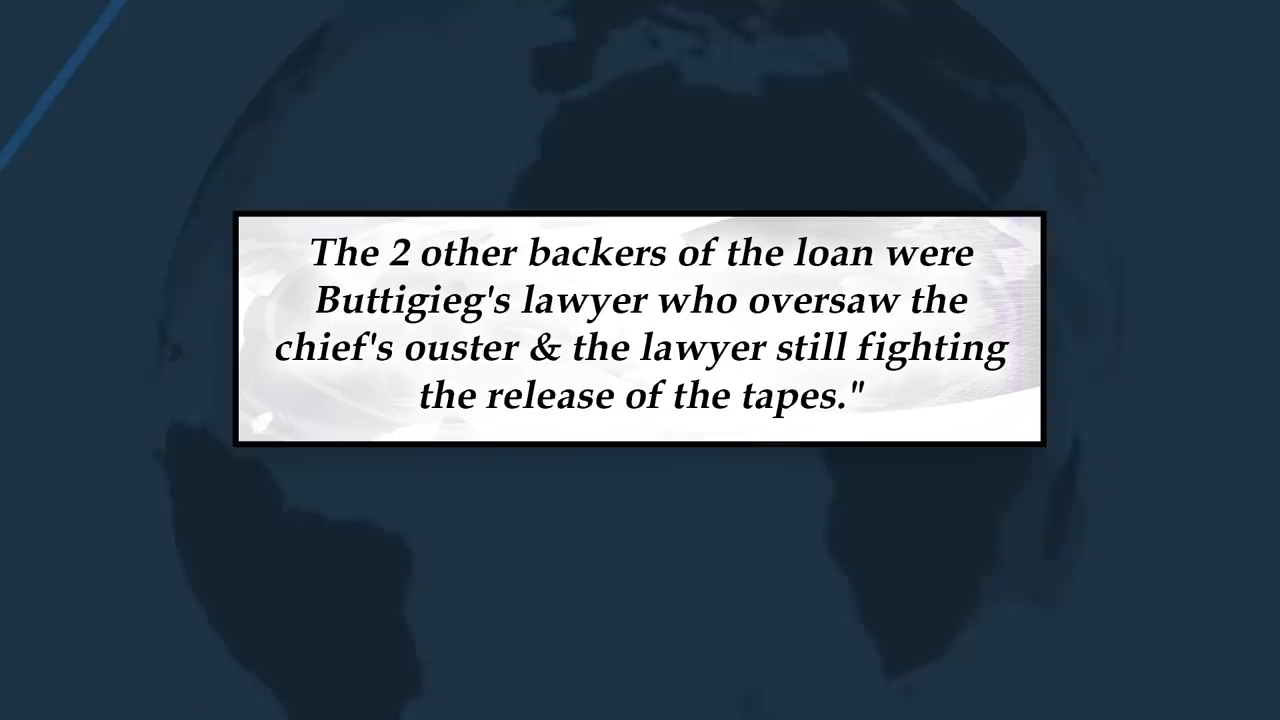 The 2 other backers of the loan were
Buttigieg's lawyer who oversaw the
chief's ouster & the lawyer still fighting
the release of the tapes."